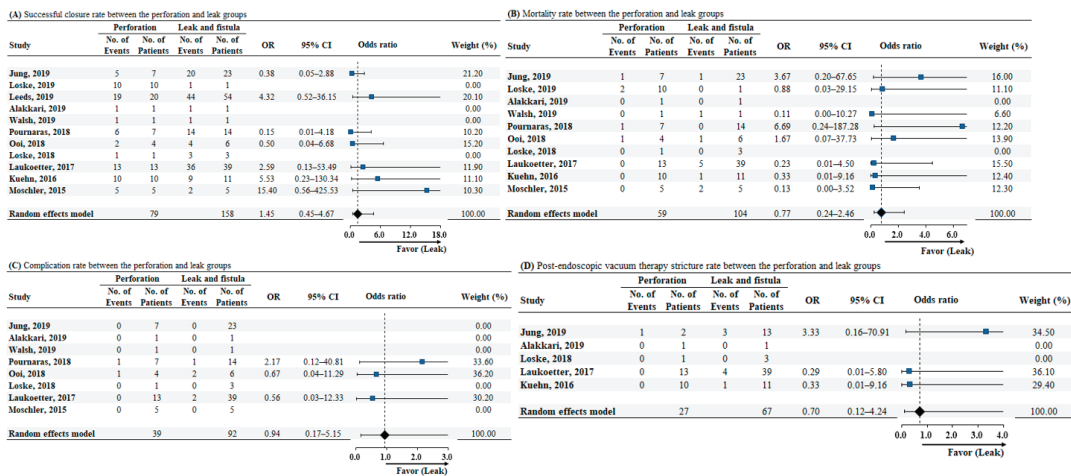 (A) Successful closure rate between the perforation and leak groups
Perforation Leak and fistula
Study No. of Events No. of Patients No. of Events No. of Patients OR 95% CI Odds ratio Weight (%)
Jung, 2019 5 7 20 23 0.38 0.05–2.88 21.20
Loske, 2019 10 10 1 1 0.00
Leeds, 2019 19 20 44 54 4.32 0.52–36.15 20.10
Alakkari, 2019 1 1 1 1 0.00
Walsh, 2019 1 1 1 1 0.00
Pournaras, 2018 6 7 14 14 0.15 0.01–4.18 10.20
Ooi, 2018 2 4 4 6 0.50 0.04–6.68 15.20
Loske, 2018 1 1 3 3 0.00
Laukoetter, 2017 13 13 36 39 2.59 0.13–53.49 11.90
Kuehn, 2016 10 10 9 11 5.53 0.23–130.34 11.10
Moschler, 2015 5 5 2 5 15.40 0.56–425.53 10.30
Random effects model 79 158 1.45 0.45–4.67 100.00
0.0 6.0 12.0 18.0
Favor (Leak)
(B) Mortality rate between the perforation and leak groups
Perforation Leak and fistula
Study No. of Events No. of Patients No. of Events No. of Patients OR 95% CI Odds ratio Weight (%)
Jung, 2019 1 7 1 23 3.67 0.20–67.65 16.00
Loske, 2019 2 10 0 1 0.88 0.03–29.15 11.10
Alakkari, 2019 0 1 0 1 0.00
Walsh, 2019 0 1 1 1 0.11 0.00–10.27 6.60
Pournaras, 2018 1 7 0 14 6.69 0.24–187.28 12.20
Ooi, 2018 1 4 1 6 1.67 0.07–37.73 13.90
Loske, 2018 0 1 0 3 0.00
Laukoetter, 2017 0 13 5 39 0.23 0.01–4.50 15.50
Kuehn, 2016 0 10 1 11 0.33 0.01–9.16 12.40
Moschler, 2015 0 5 2 5 0.13 0.00–3.52 12.30
Random effects model 59 104 0.77 0.24–2.46 100.00
0.0 2.0 4.0 6.0
Favor (Leak)
(C) Complication rate between the perforation and leak groups
Perforation Leak and fistula
Study No. of Events No. of Patients No. of Events No. of Patients OR 95% CI Odds ratio Weight (%)
Jung, 2019 0 7 0 23 0.00
Alakkari, 2019 0 1 0 1 0.00
Walsh, 2019 0 1 0 1 0.00
Pournaras, 2018 1 7 1 14 2.17 0.12–40.81 33.60
Ooi, 2018 1 4 2 6 0.67 0.04–11.29 36.20
Loske, 2018 0 1 0 3 0.00
Laukoetter, 2017 0 13 2 39 0.56 0.03–12.33 30.20
Moschler, 2015 0 5 0 5 0.00
Random effects model 39 92 0.94 0.17–5.15 100.00
0.0 1.0 2.0 3.0
Favor (Leak)
(D) Post-endoscopic vacuum therapy stricture rate between the perforation and leak groups
Perforation Leak and fistula
Study No. of Events No. of Patients No. of Events No. of Patients OR 95% CI Odds ratio Weight (%)
Jung, 2019 1 2 3 13 3.33 0.16–70.91 34.50
Alakkari, 2019 0 1 0 1 0.00
Loske, 2018 0 1 0 3 0.00
Laukoetter, 2017 0 13 4 39 0.29 0.01–5.80 36.10
Kuehn, 2016 0 10 1 11 0.33 0.01–9.16 29.40
Random effects model 27 67 0.70 0.12–4.24 100.00
0.0 1.0 2.0 3.0 4.0
Favor (Leak)